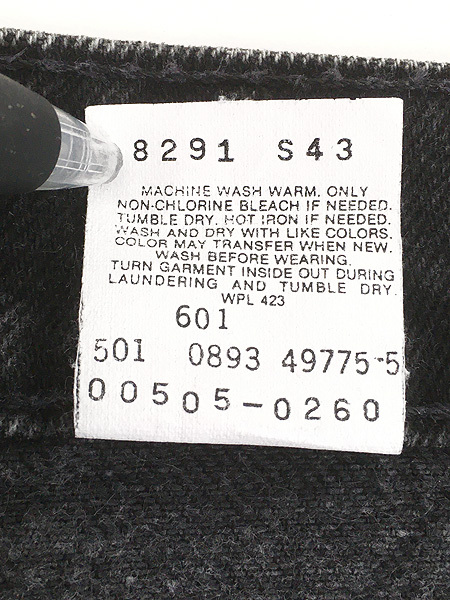 8291 S43
MACHINE WASH WARM. ONLY
NON-CHLORINE BLEACH IF NEEDED.
TUMBLE DRY. HOT IRON IF NEEDED.
WASH AND DRY WITH LIKE COLORS.
COLOR MAY TRANSFER WHEN NEW.
WASH BEFORE WEARING.
TURN GARMENT INSIDE OUT DURING
LAUNDERING AND TUMBLE DRY.
WPL 423
601
501 0893 49775-5
00505-0260